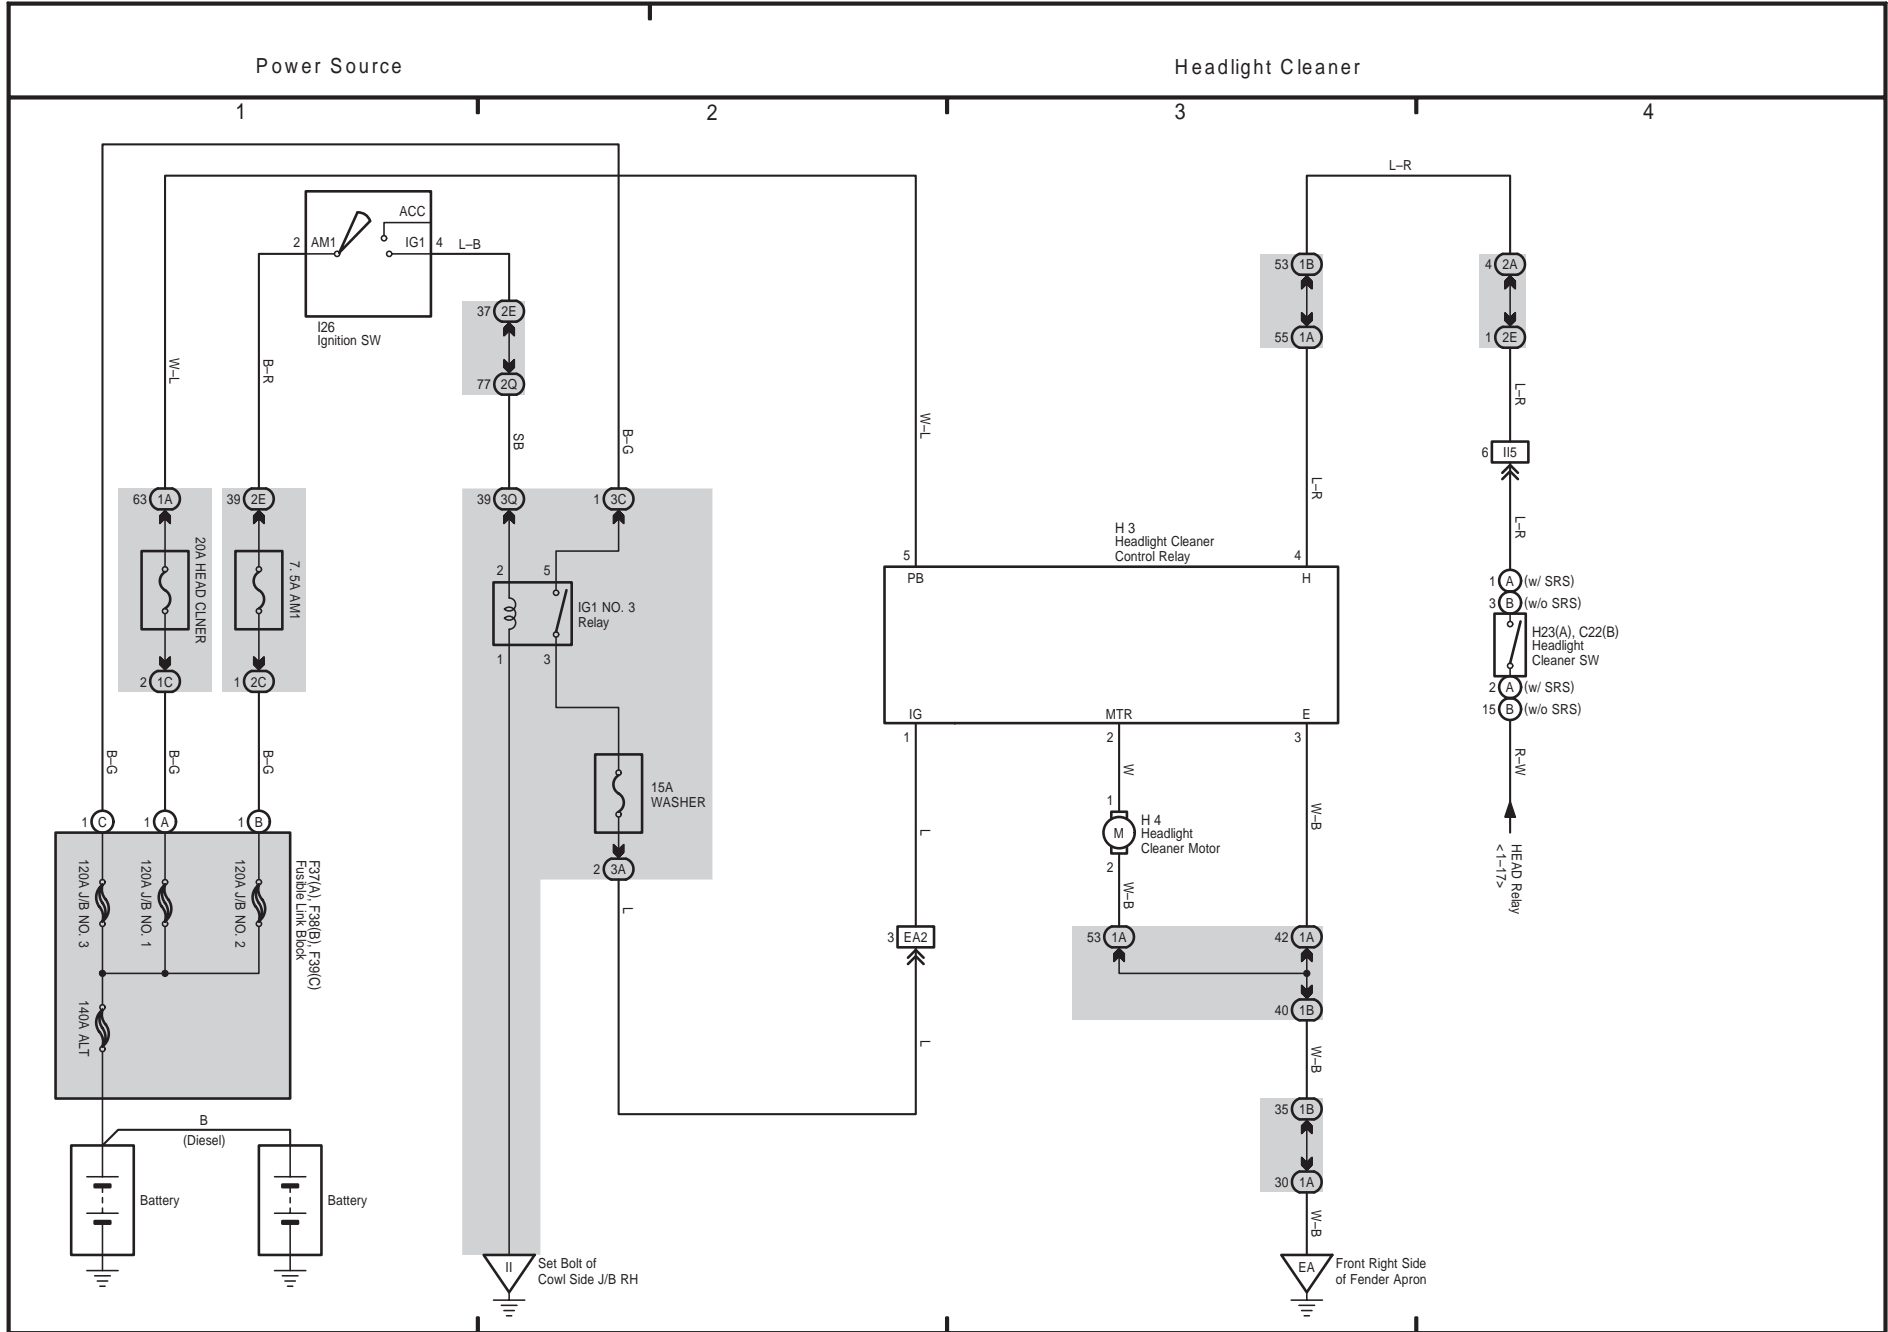 Power Source
Headlight Cleaner
1
2
3
4
L–R
ACC
2
AM1
IG1
4
L–B
I26
Ignition SW
37
2E
77
2Q
53
1B
55
1A
4
2A
1
2E
W–L
B–R
SB
B–G
W–L
L–R
L–R
6
II5
L–R
63
1A
39
2E
39
3Q
1
3C
20A HEAD CLNER
7. 5A AM1
2
5
IG1 NO. 3
Relay
1
3
2
1C
1
2C
H 3
Headlight Cleaner
Control Relay
5
4
PB
H
IG
MTR
E
1
2
3
1
A
(w/ SRS)
3
B
(w/o SRS)
H23(A), C22(B)
Headlight
Cleaner SW
2
A
(w/ SRS)
15
B
(w/o SRS)
R–W
HEAD Relay
<1–17>
B–G
B–G
B–G
15A
WASHER
2
3A
L
L
L
3
EA2
W
1
M
H 4
Headlight
Cleaner Motor
2
W–B
W–B
53
1A
42
1A
40
1B
W–B
35
1B
30
1A
W–B
EA
Front Right Side
of Fender Apron
1
C
1
A
1
B
120A J/B NO. 3
120A J/B NO. 1
120A J/B NO. 2
F37(A), F38(B), F39(C)
Fusible Link Block
140A ALT
B
(Diesel)
Battery
Battery
II
Set Bolt of
Cowl Side J/B RH